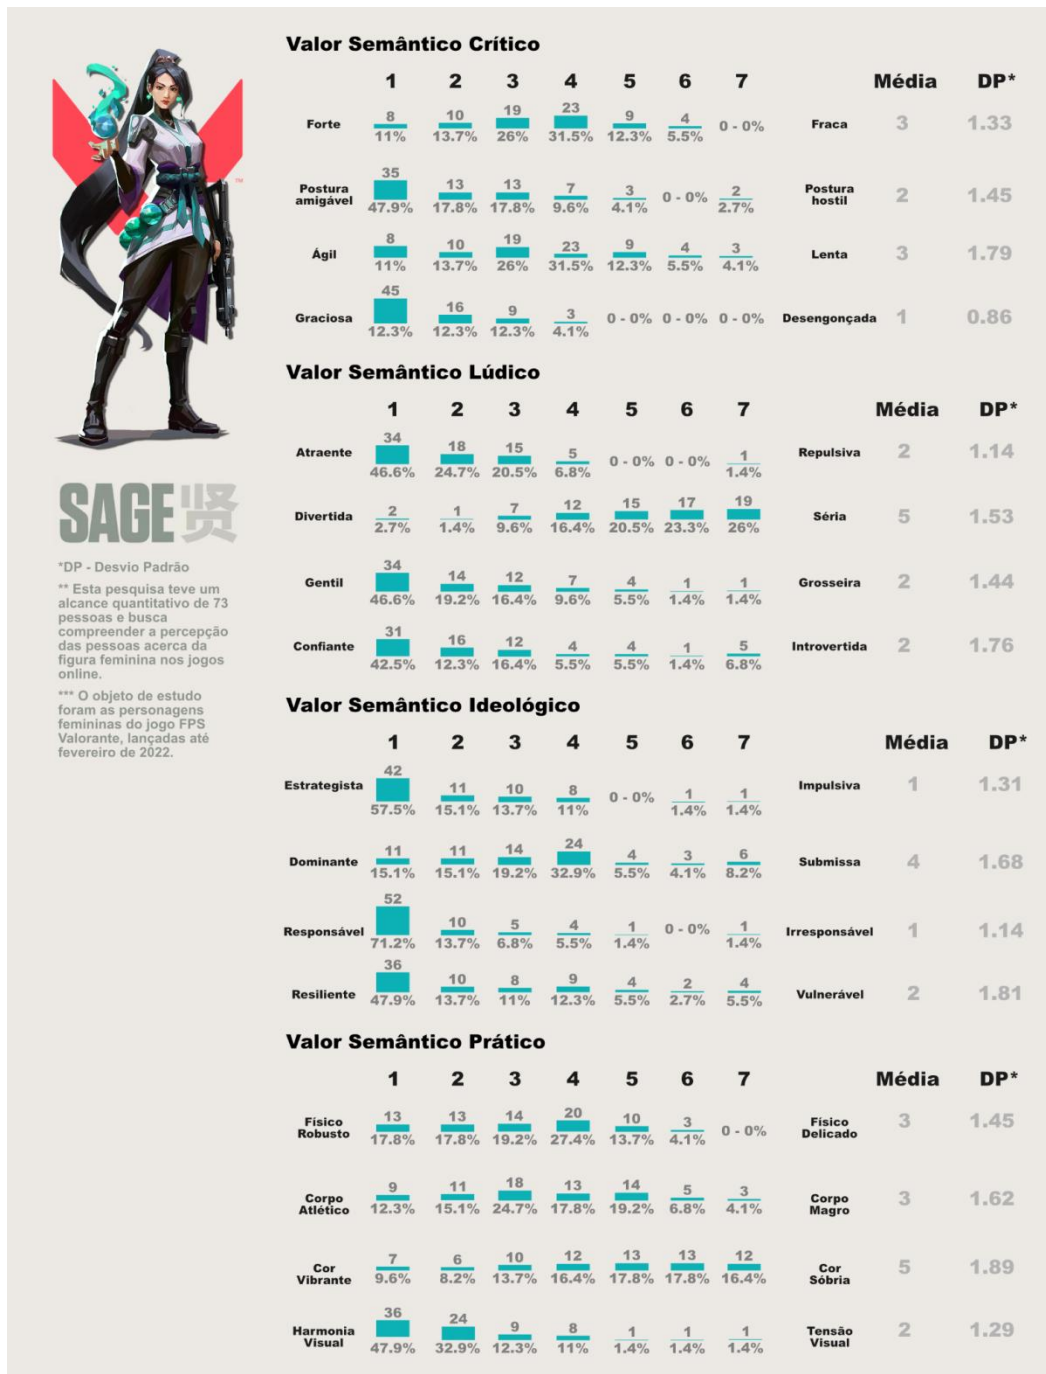 Valor Semântico Crítico
1 2 3 4 5 6 7 Média DP*
8 10 19 23 9 4
Forte 0 - 0% Fraca 3 1.33
11% 13.7% 26% 31.5% 12.3% 5.5%
35 13 13 7 3 2
Postura amigável 0 - 0% Postura hostil 2 1.45
47.9% 17.8% 17.8% 9.6% 4.1% 2.7%
8 10 19 23 9 4 3
Ágil Lenta 3 1.79
11% 13.7% 26% 31.5% 12.3% 5.5% 4.1%
45 16 9 3
Graciosa 0 - 0% 0 - 0% 0 - 0% Desengonçada 1 0.86
12.3% 12.3% 12.3% 4.1%
TM
Valor Semântico Lúdico
1 2 3 4 5 6 7 Média DP*
34 18 15 5 1
Atraente 0 - 0% 0 - 0% Repulsiva 2 1.14
46.6% 24.7% 20.5% 6.8% 1.4%
2 1 7 12 15 17 19
Divertida Séria 5 1.53
2.7% 1.4% 9.6% 16.4% 20.5% 23.3% 26%
34 14 12 7 4 1 1
Gentil Grosseira 2 1.44
46.6% 19.2% 16.4% 9.6% 5.5% 1.4% 1.4%
31 16 12 4 4 1 5
Confiante Introvertida 2 1.76
42.5% 12.3% 16.4% 5.5% 5.5% 1.4% 6.8%
SAGE贤
*DP - Desvio Padrão
** Esta pesquisa teve um
alcance quantitativo de 73
pessoas e busca
compreender a percepção
das pessoas acerca da
figura feminina nos jogos
online.
*** O objeto de estudo
foram as personagens
femininas do jogo FPS
Valorante, lançadas até
fevereiro de 2022.
Valor Semântico Ideológico
1 2 3 4 5 6 7 Média DP*
42 11 10 8 1 1
Estrategista 0 - 0% Impulsiva 1 1.31
57.5% 15.1% 13.7% 11% 1.4% 1.4%
11 11 14 24 4 3 6
Dominante Submissa 4 1.68
15.1% 15.1% 19.2% 32.9% 5.5% 4.1% 8.2%
52 10 5 4 1 1
Responsável 0 - 0% Irresponsável 1 1.14
71.2% 13.7% 6.8% 5.5% 1.4% 1.4%
36 10 8 9 4 2 4
Resiliente Vulnerável 2 1.81
47.9% 13.7% 11% 12.3% 5.5% 2.7% 5.5%
Valor Semântico Prático
1 2 3 4 5 6 7 Média DP*
13 13 14 20 10 3
Físico Robusto 0 - 0% Físico Delicado 3 1.45
17.8% 17.8% 19.2% 27.4% 13.7% 4.1%
9 11 18 13 14 5 3
Corpo Atlético Corpo Magro 3 1.62
12.3% 15.1% 24.7% 17.8% 19.2% 6.8% 4.1%
7 6 10 12 13 13 12
Cor Vibrante Cor Sóbria 5 1.89
9.6% 8.2% 13.7% 16.4% 17.8% 17.8% 16.4%
36 24 9 8 1 1 1
Harmonia Visual Tensão Visual 2 1.29
47.9% 32.9% 12.3% 11% 1.4% 1.4% 1.4%